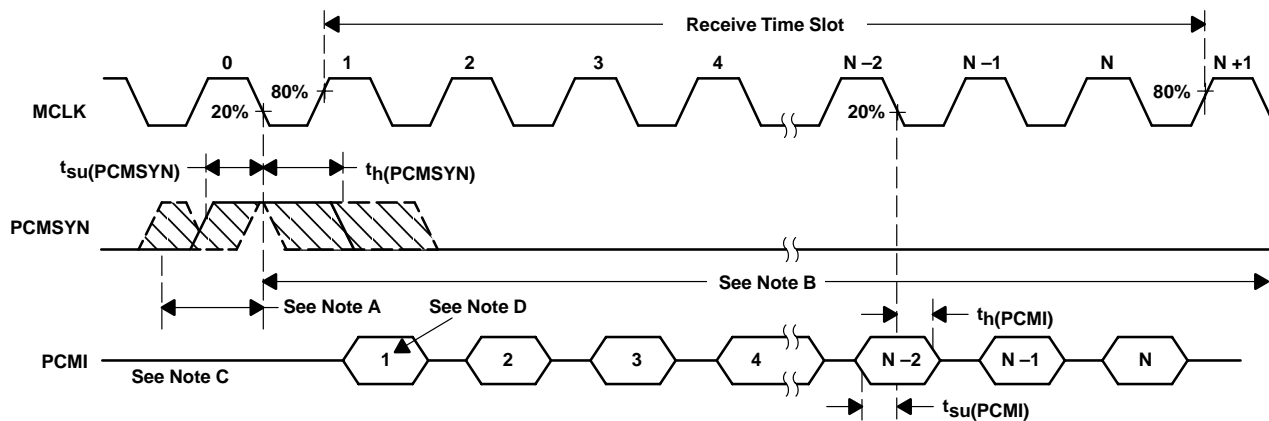 Receive Time Slot
0 1 2 3 4 N –2 N –1 N N +1
MCLK
20% 80% 20% 80%
tsu(PCMSYN) th(PCMSYN)
PCMSYN
See Note A See Note D See Note B
th(PCMI)
PCMI 1 2 3 4 N –2 N –1 N
See Note C
tsu(PCMI)